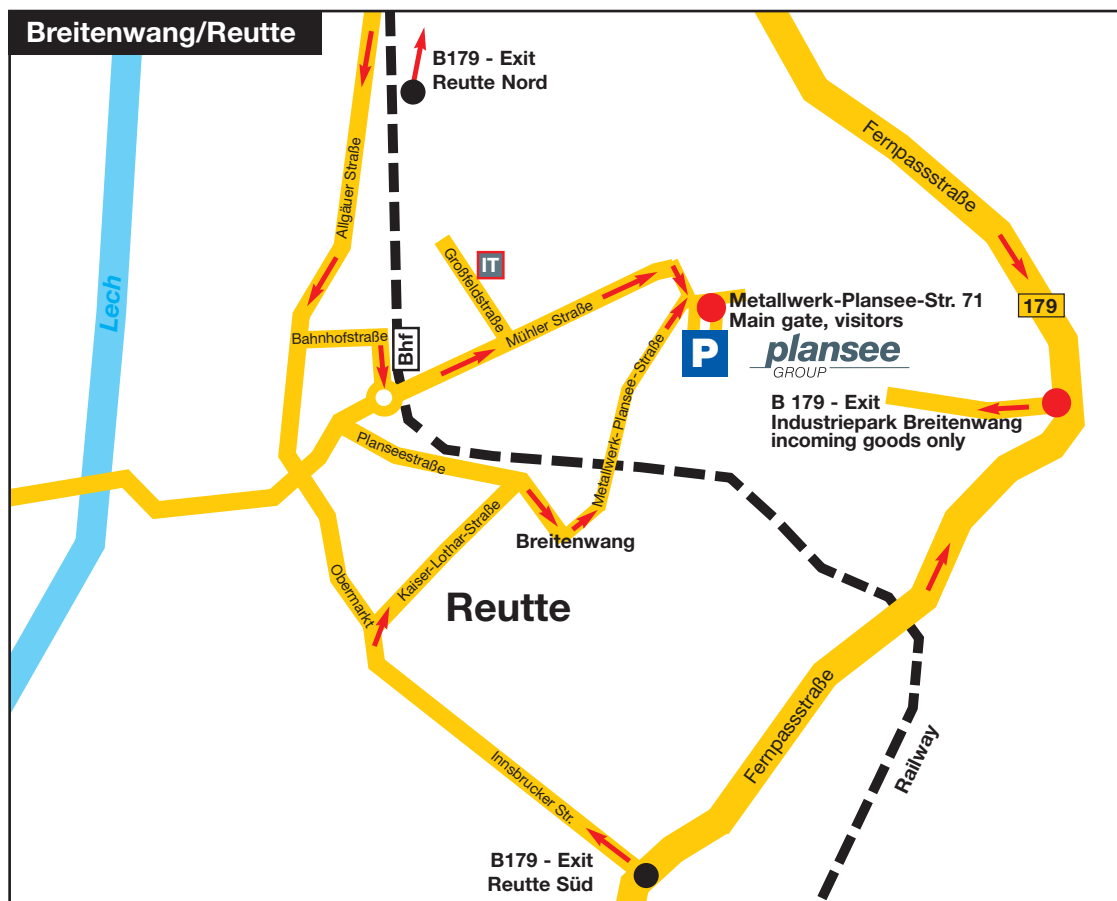 Breitenwang/Reutte
B179 - Exit
Reutte Nord
Fernpassstraße
Allgäuer Straße
Lech
Großfeldstraße
IT
Metallwerk-Plansee-Str. 71
Main gate, visitors
179
Bahnhofstraße
Bhf
Mühler Straße
P
plansee
GROUP
B 179 - Exit
Industriepark Breitenwang
incoming goods only
Planseestraße
Metallwerk-Plansee-Straße
Breitenwang
Kaiser-Lothar-Straße
Obermarkt
Reutte
Fernpassstraße
Railway
Innsbrucker Str.
B179 - Exit
Reutte Süd